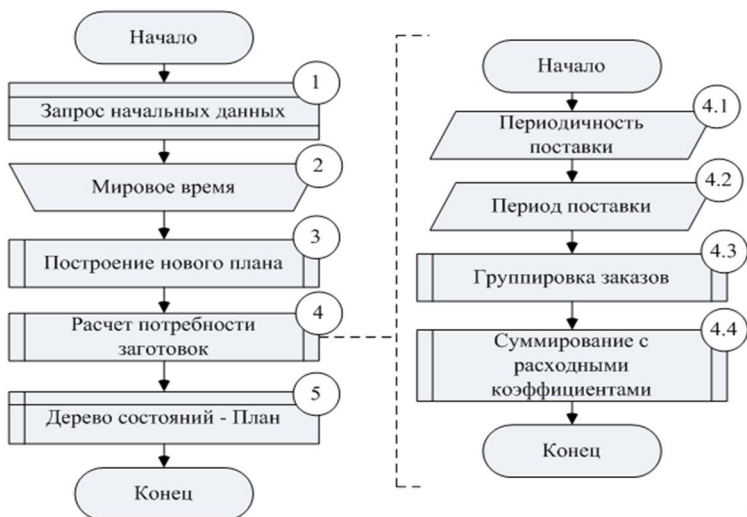 Начало
1
Запрос начальных данных
2
Мировое время
3
Построение нового плана
4
Расчет потребности
заготовок
5
Дерево состояний - План
Конец
Начало
4.1
Периодичность
поставки
4.2
Период поставки
4.3
Группировка заказов
4.4
Суммирование с
расходными
коэффициентами
Конец